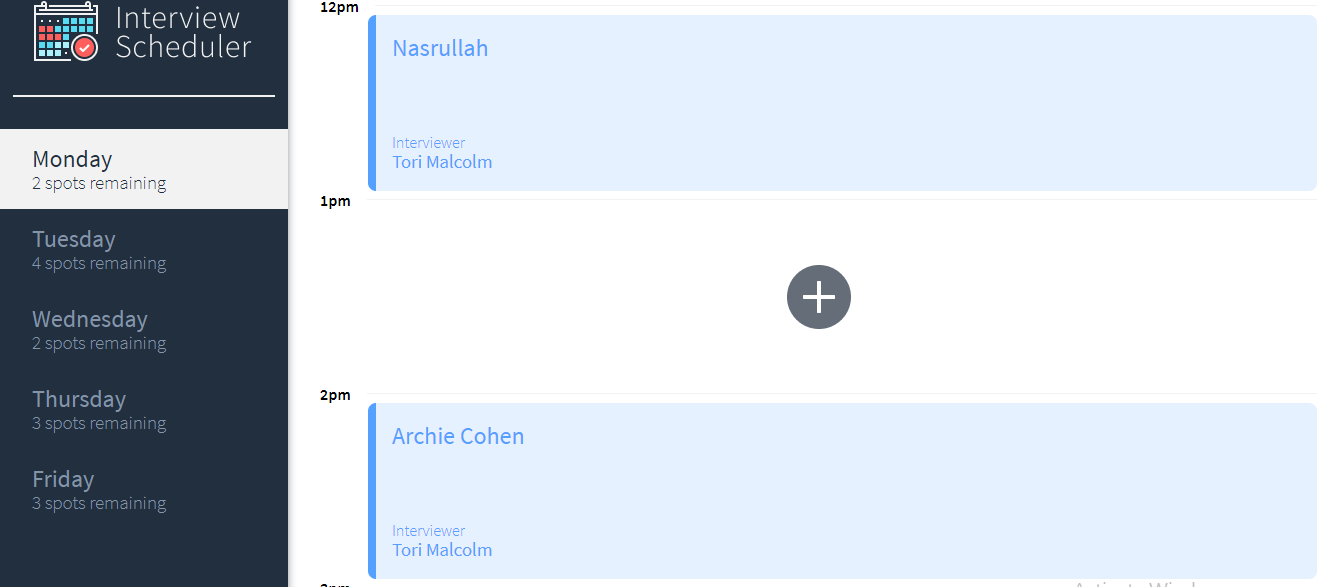 Interview
Scheduler
Monday
2 spots remaining
Tuesday
4 spots remaining
Wednesday
2 spots remaining
Thursday
3 spots remaining
Friday
3 spots remaining
12pm
Nasrullah
Interviewer
Tori Malcolm
1pm
2pm
Archie Cohen
Interviewer
Tori Malcolm